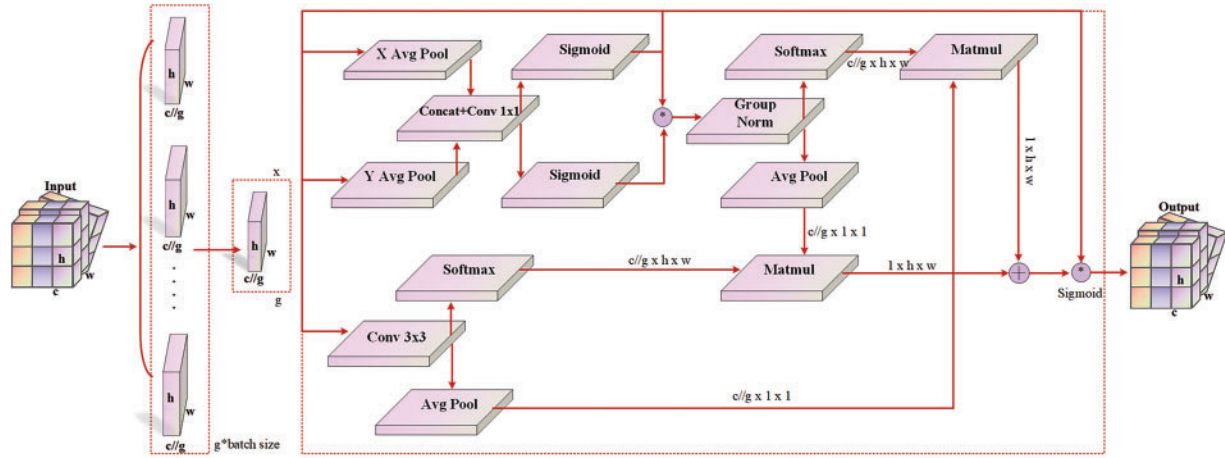 Input
h
w
c
h
w
c//g
h
w
c//g
h
w
c//g
g*batch size
x
h
w
c//g
g
X Avg Pool
Y Avg Pool
Concat+Conv 1x1
Sigmoid
Sigmoid
*
Group
Norm
Softmax
c//g x h x w
Matmul
Avg Pool
c//g x 1 x 1
1 x h x w
Conv 3x3
Softmax
c//g x h x w
Matmul
1 x h x w
Avg Pool
c//g x 1 x 1
+
*
Sigmoid
Output
h
w
c